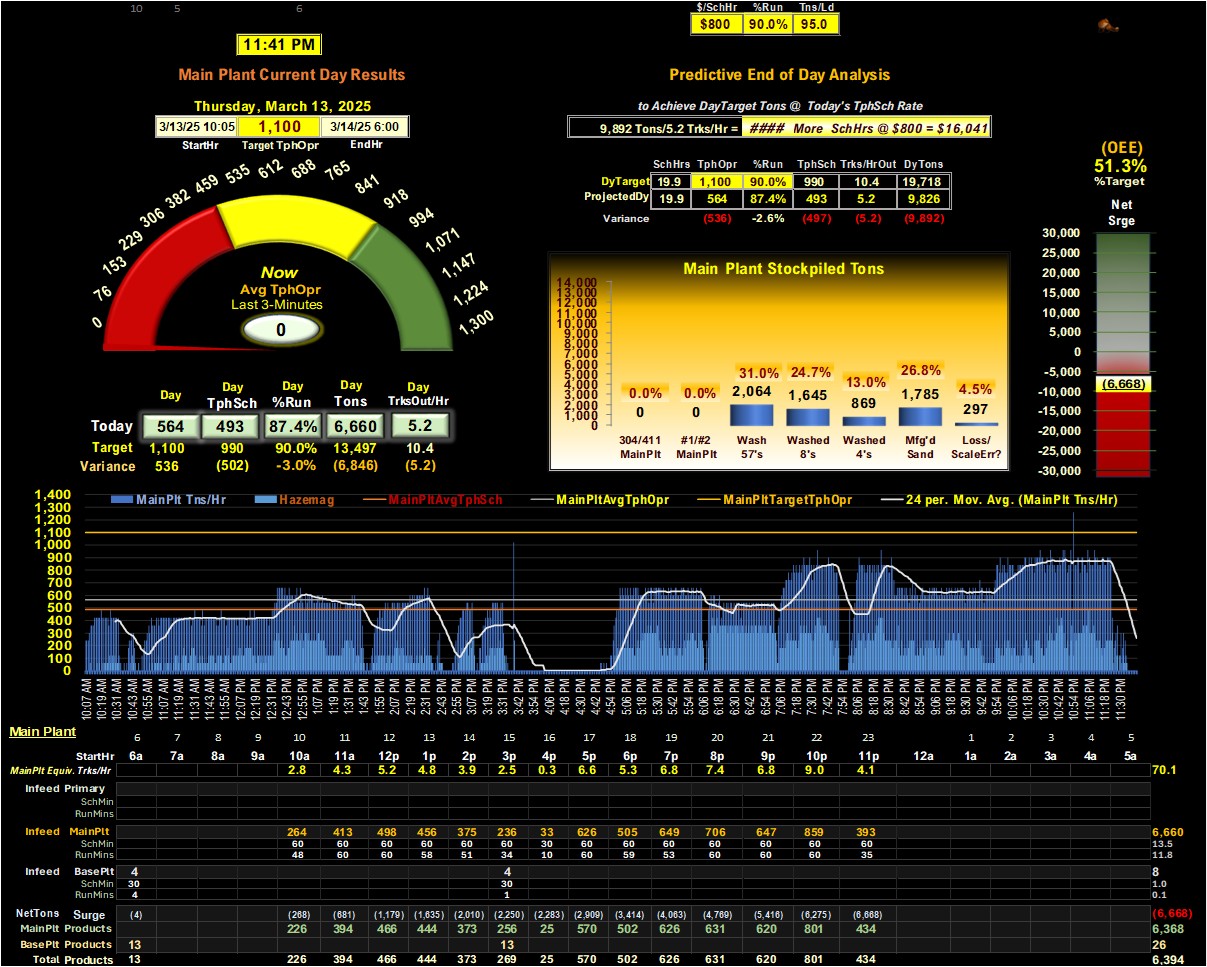 10 5 6
$/SchHr %Run Tns/Ld
$800 90.0% 95.0
11:41 PM
Main Plant Current Day Results
Predictive End of Day Analysis
Thursday, March 13, 2025
to Achieve DayTarget Tons @ Today's TphSch Rate
3/13/25 10:05 1,100 3/14/25 6:00
StartHr Target TphOpr EndHr
9,892 Tons/5.2 Trks/Hr = #### More SchHrs @ $800 = $16,041
(OEE)
51.3%
%Target
SchHrs TphOpr %Run TphSch Trks/HrOut DyTons
DyTarget 19.9 1,100 90.0% 990 10.4 19,718
ProjectedDy 19.9 564 87.4% 493 5.2 9,826
Variance (536) -2.6% (497) (5.2) (9,892)
0 76 153 229 306 382 459 535 612 688 765 841 918 994 1,071 1,147 1,224 1,300
Now
Avg TphOpr
Last 3-Minutes
0
Net
Srge
30,000
25,000
20,000
15,000
10,000
5,000
0
-5,000
(6,668)
-10,000
-15,000
-20,000
-25,000
-30,000
Main Plant Stockpiled Tons
14,000
13,000
12,000
11,000
10,000
9,000
8,000
7,000
6,000
5,000
4,000
3,000
2,000
1,000
0
0.0% 0.0% 31.0% 24.7% 13.0% 26.8% 4.5%
0 0 2,064 1,645 869 1,785 297
304/411 #1/#2 Wash Washed Washed Mfg'd Loss/
MainPlt MainPlt 57's 8's 4's Sand ScaleErr?
Day Day Day Day Day
TphSch %Run Tons TrksOut/Hr
Today 564 493 87.4% 6,660 5.2
Target 1,100 990 90.0% 13,497 10.4
Variance 536 (502) -3.0% (6,846) (5.2)
MainPlt Tns/Hr Hazemag MainPltAvgTphSch MainPltAvgTphOpr MainPltTargetTphOpr 24 per. Mov. Avg. (MainPlt Tns/Hr)
1,400
1,300
1,200
1,100
1,000
900
800
700
600
500
400
300
200
100
0
10:07 AM 10:19 AM 10:31 AM 10:43 AM 10:55 AM 11:07 AM 11:19 AM 11:31 AM 11:43 AM 11:55 AM 12:07 PM 12:19 PM 12:31 PM 12:43 PM 12:55 PM 1:07 PM 1:19 PM 1:31 PM 1:43 PM 1:55 PM 2:07 PM 2:19 PM 2:31 PM 2:43 PM 2:55 PM 3:07 PM 3:19 PM 3:31 PM 3:42 PM 3:54 PM 4:06 PM 4:18 PM 4:30 PM 4:42 PM 4:54 PM 5:06 PM 5:18 PM 5:30 PM 5:42 PM 5:54 PM 6:06 PM 6:18 PM 6:30 PM 6:42 PM 6:54 PM 7:06 PM 7:18 PM 7:30 PM 7:42 PM 7:54 PM 8:06 PM 8:18 PM 8:30 PM 8:42 PM 8:54 PM 9:06 PM 9:18 PM 9:30 PM 9:42 PM 9:54 PM 10:06 PM 10:18 PM 10:30 PM 10:42 PM 10:54 PM 11:06 PM 11:18 PM 11:30 PM
Main Plant
6 7 8 9 10 11 12 13 14 15 16 17 18 19 20 21 22 23 1 2 3 4 5
StartHr 6a 7a 8a 9a 10a 11a 12p 1p 2p 3p 4p 5p 6p 7p 8p 9p 10p 11p 12a 1a 2a 3a 4a 5a
MainPlt Equiv. Trks/Hr 2.8 4.3 5.2 4.8 3.9 2.5 0.3 6.6 5.3 6.8 7.4 6.8 9.0 4.1 70.1
Infeed Primary
SchMin
RunMins
Infeed MainPlt 264 413 498 456 375 236 33 626 505 649 706 647 859 393 6,660
SchMin 60 60 60 60 60 60 30 60 60 60 60 60 60 60 13.5
RunMins 48 60 60 58 51 34 10 60 59 53 60 60 60 35 11.8
Infeed BasePlt 4 4 8
SchMin 30 30 1.0
RunMins 4 1 0.1
NetTons Surge (4) (268) (681) (1,179) (1,635) (2,010) (2,250) (2,283) (2,909) (3,414) (4,063) (4,769) (5,416) (6,275) (6,668) (6,668)
MainPlt Products 226 394 466 444 373 256 25 570 502 626 631 620 801 434 6,368
BasePlt Products 13 13 26
Total Products 13 226 394 466 444 373 269 25 570 502 626 631 620 801 434 6,394